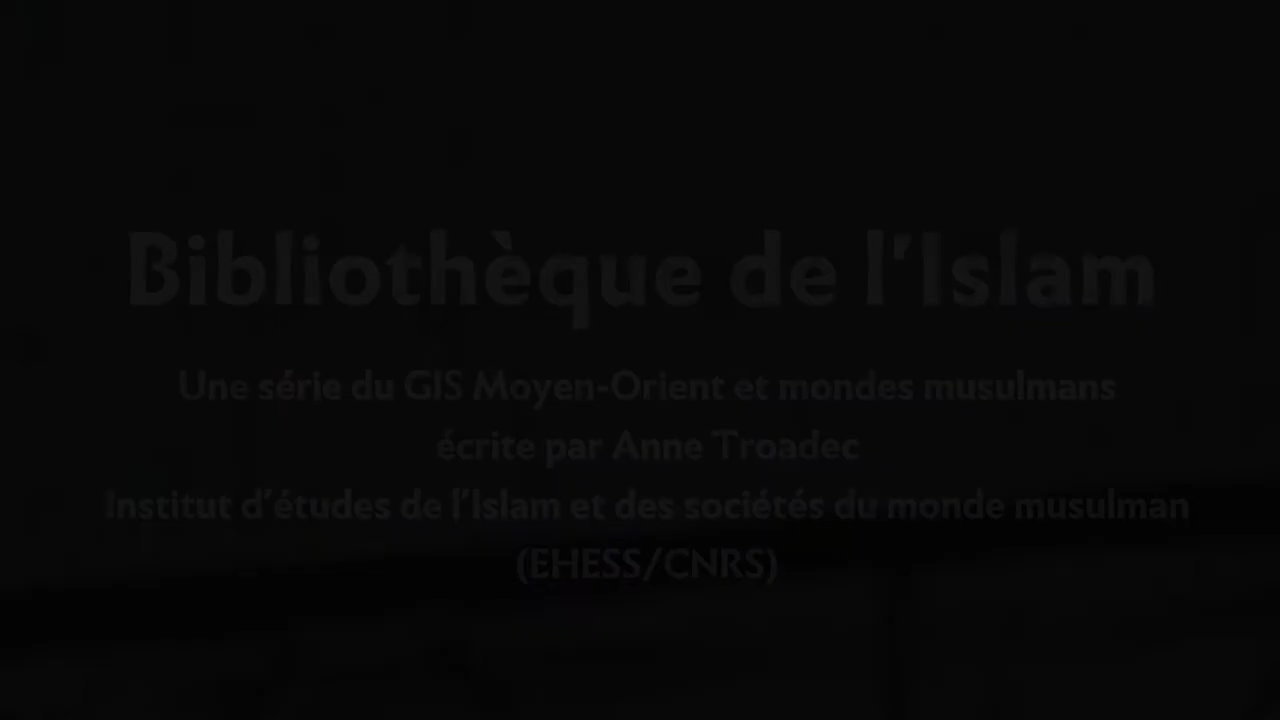 Bibliothèque de l'Islam
Une série du GIS Moyen-Orient et mondes musulmans
écrite par Anne Troadec
Institut d'études de l'Islam et des sociétés du monde musulman
(EHESS/CNRS)